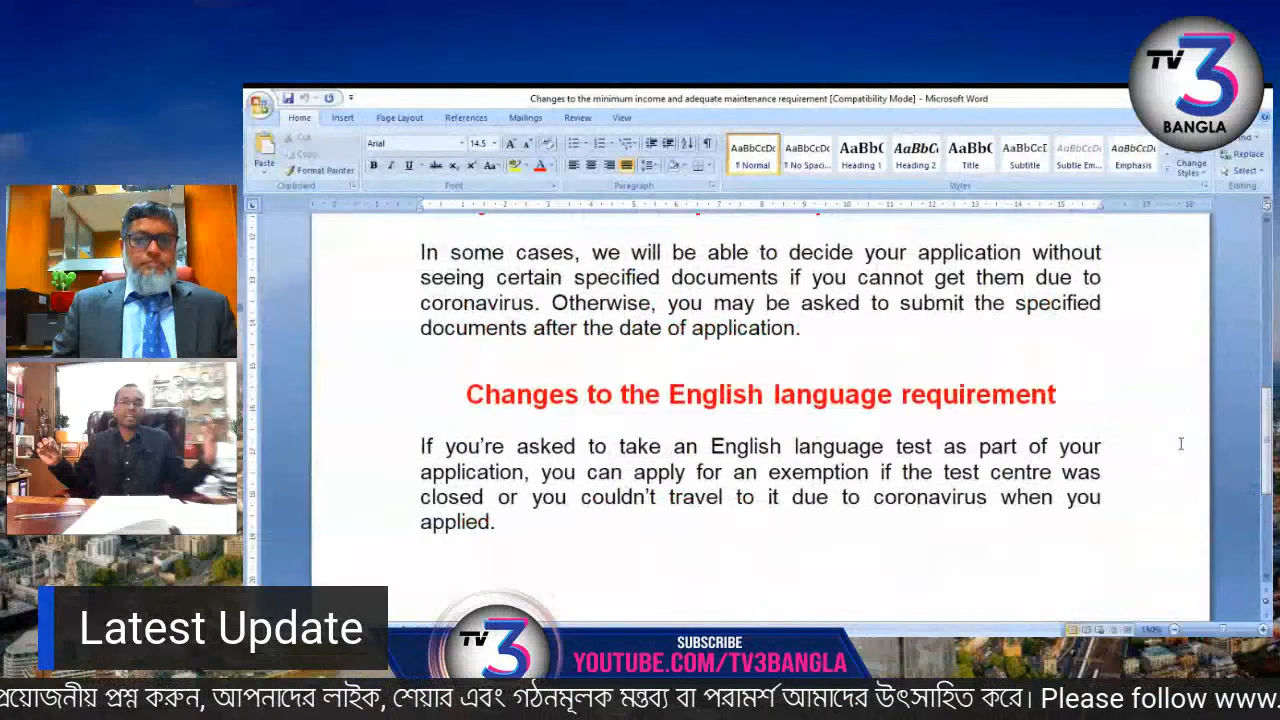 TV3
BANGLA
Changes to the minimum income and adequate maintenance requirement [Compatibility Mode] - Microsoft Word
Home Insert Page Layout References Mailings Review View
Paste
Cut
Copy
Format Painter
Clipboard
Arial 14.5
Font
Paragraph
AaBbCcDc AaBbCcDc AaBbC AaBbCc AaBbC AaBbCcI AaBbCcDc AaBbCcDc
¶ Normal ¶ No Spaci... Heading 1 Heading 2 Title Subtitle Subtle Em... Emphasis
Change Styles
Styles
Replace
Select
Editing
In some cases, we will be able to decide your application without
seeing certain specified documents if you cannot get them due to
coronavirus. Otherwise, you may be asked to submit the specified
documents after the date of application.
Changes to the English language requirement
If you’re asked to take an English language test as part of your
application, you can apply for an exemption if the test centre was
closed or you couldn’t travel to it due to coronavirus when you
applied.
150%
Latest Update
TV3
SUBSCRIBE
YOUTUBE.COM/TV3BANGLA
প্রয়োজনীয় প্রশ্ন করুন, আপনাদের লাইক, শেয়ার এবং গঠনমূলক মন্তব্য বা পরামর্শ আমাদের উৎসাহিত করে। Please follow www.